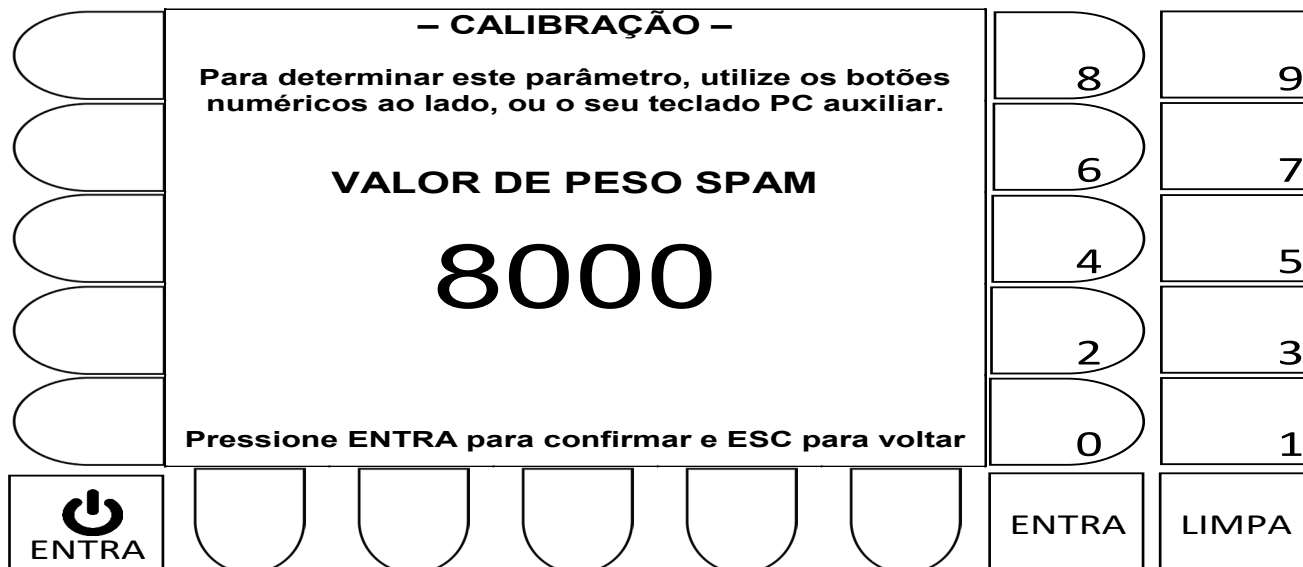 – CALIBRAÇÃO –
Para determinar este parâmetro, utilize os botões
numéricos ao lado, ou o seu teclado PC auxiliar.
VALOR DE PESO SPAM
8000
Pressione ENTRA para confirmar e ESC para voltar
8 9
6 7
4 5
2 3
0 1
ENTRA
ENTRA
LIMPA